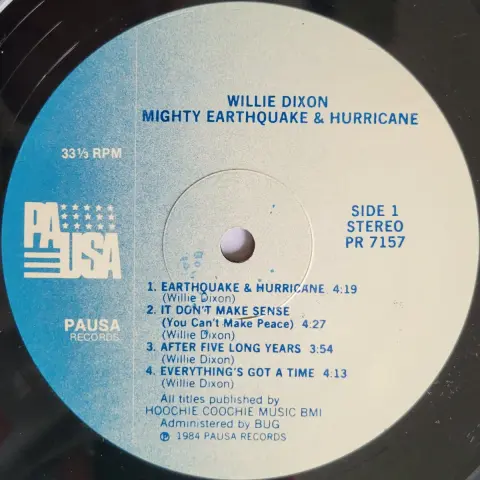 WILLIE DIXON
MIGHTY EARTHQUAKE & HURRICANE
33⅓ RPM
PAUSA
SIDE 1
STEREO
PR 7157
PAUSA
RECORDS
1. EARTHQUAKE & HURRICANE 4:19
(Willie Dixon)
2. IT DON'T MAKE SENSE
(You Can't Make Peace) 4:27
(Willie Dixon)
3. AFTER FIVE LONG YEARS 3:54
(Willie Dixon)
4. EVERYTHING'S GOT A TIME 4:13
(Willie Dixon)
All titles published by
HOOCHIE COOCHIE MUSIC BMI
Administered by BUG
℗ 1984 PAUSA RECORDS